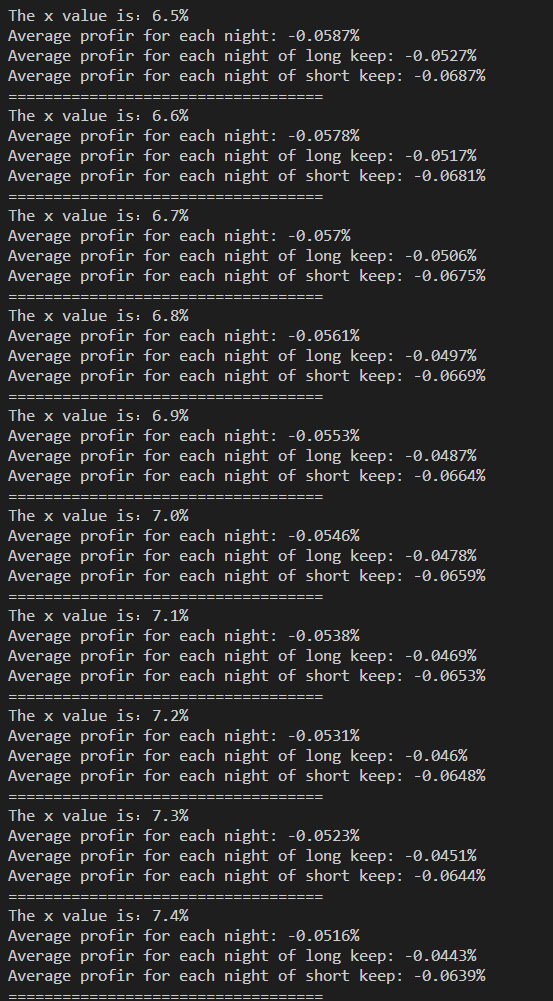 The x value is: 6.5%
Average profir for each night: -0.0587%
Average profir for each night of long keep: -0.0527%
Average profir for each night of short keep: -0.0687%
===================================
The x value is: 6.6%
Average profir for each night: -0.0578%
Average profir for each night of long keep: -0.0517%
Average profir for each night of short keep: -0.0681%
===================================
The x value is: 6.7%
Average profir for each night: -0.057%
Average profir for each night of long keep: -0.0506%
Average profir for each night of short keep: -0.0675%
===================================
The x value is: 6.8%
Average profir for each night: -0.0561%
Average profir for each night of long keep: -0.0497%
Average profir for each night of short keep: -0.0669%
===================================
The x value is: 6.9%
Average profir for each night: -0.0553%
Average profir for each night of long keep: -0.0487%
Average profir for each night of short keep: -0.0664%
===================================
The x value is: 7.0%
Average profir for each night: -0.0546%
Average profir for each night of long keep: -0.0478%
Average profir for each night of short keep: -0.0659%
===================================
The x value is: 7.1%
Average profir for each night: -0.0538%
Average profir for each night of long keep: -0.0469%
Average profir for each night of short keep: -0.0653%
===================================
The x value is: 7.2%
Average profir for each night: -0.0531%
Average profir for each night of long keep: -0.046%
Average profir for each night of short keep: -0.0648%
===================================
The x value is: 7.3%
Average profir for each night: -0.0523%
Average profir for each night of long keep: -0.0451%
Average profir for each night of short keep: -0.0644%
===================================
The x value is: 7.4%
Average profir for each night: -0.0516%
Average profir for each night of long keep: -0.0443%
Average profir for each night of short keep: -0.0639%
===================================